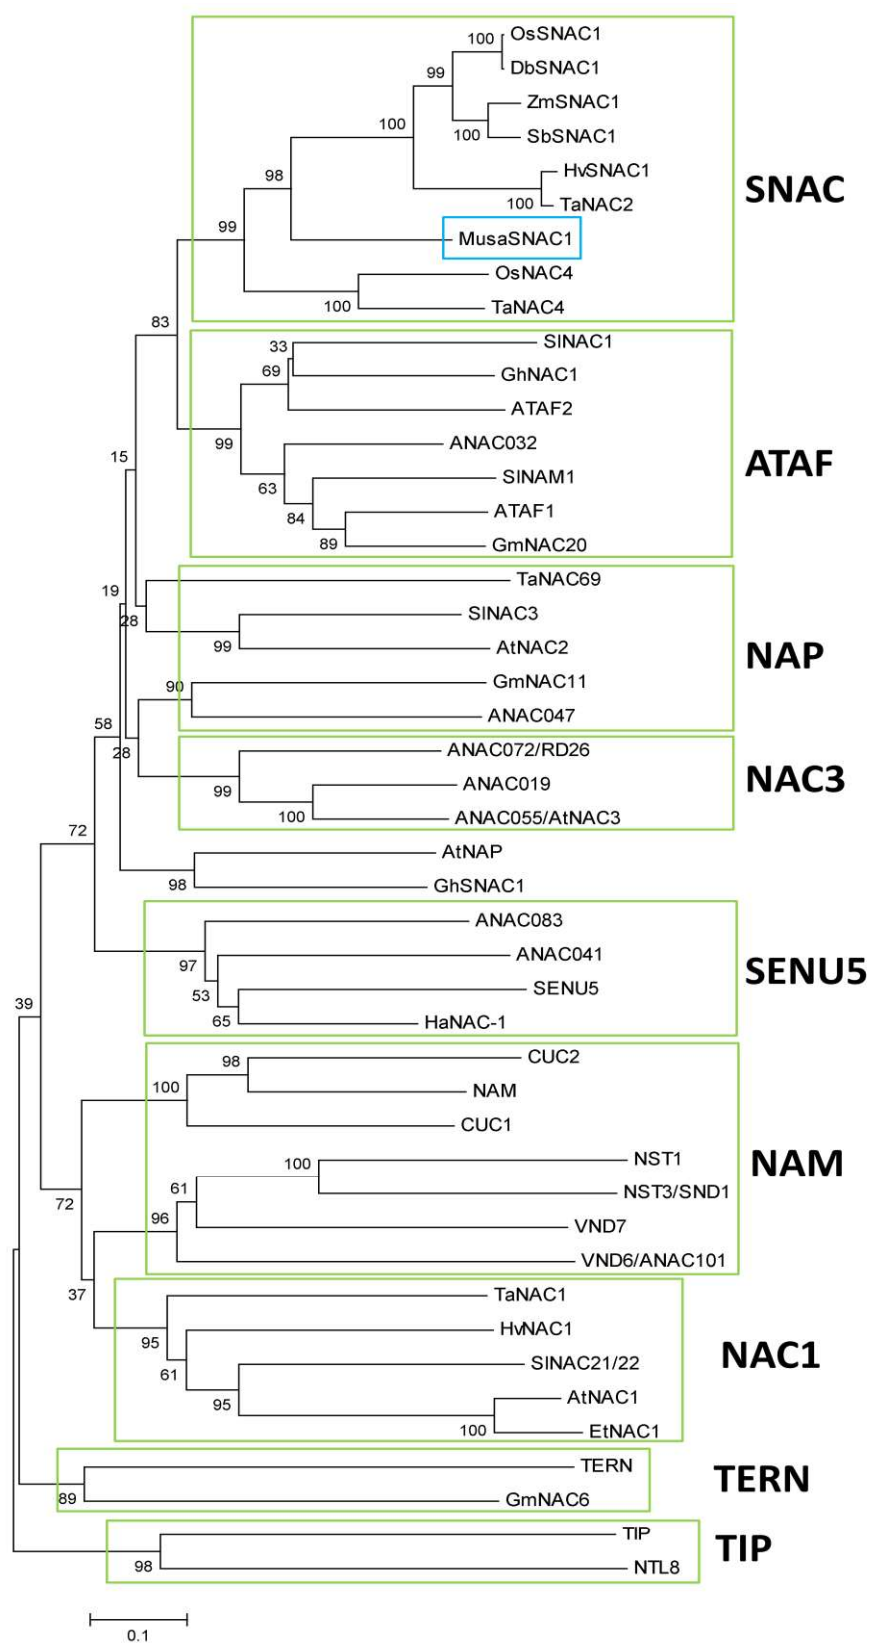 OsSNAC1
100
DbSNAC1
99
ZmSNAC1
100
SbSNAC1
100
HvSNAC1
98
SNAC
TaNAC2
100
99
MusaSNAC1
OsNAC4
100
TaNAC4
83
SlNAC1
33
69
GhNAC1
ATAF2
99
ANAC032
15
ATAF
63
SlNAM1
84
ATAF1
89
GmNAC20
19
TaNAC69
28
SlNAC3
99
AtNAC2
NAP
90
GmNAC11
58
ANAC047
28
ANAC072/RD26
99
ANAC019
NAC3
100
ANAC055/AtNAC3
72
AtNAP
98
GhSNAC1
ANAC083
97
ANAC041
SENU5
53
SENU5
39
65
HaNAC-1
98
CUC2
100
NAM
CUC1
100
NST1
NAM
72
61
NST3/SND1
96
VND7
VND6/ANAC101
37
TaNAC1
95
HvNAC1
NAC1
61
SlNAC21/22
95
AtNAC1
100
EtNAC1
TERN
TERN
89
GmNAC6
TIP
TIP
98
NTL8
0.1